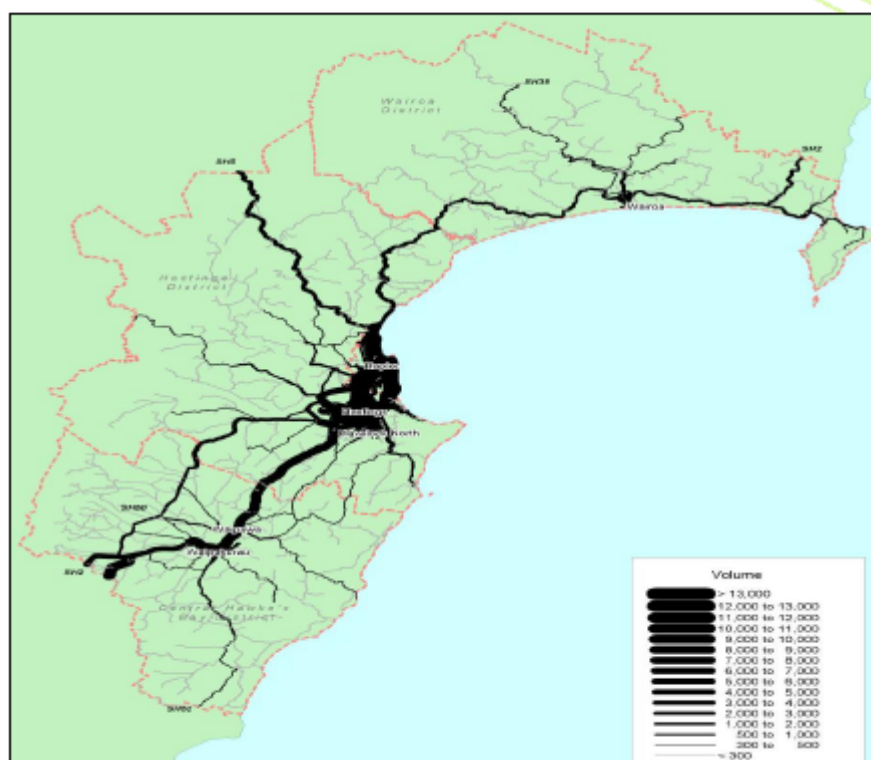 SH38
Wairoa
District
SH2
SH5
Wairoa
Hastings
District
Napier
Hastings
Havelock North
SH50
Waipawa
Waipukurau
SH2
Central Hawke's
Bay District
Volume
> 13,000
12,000 to 13,000
11,000 to 12,000
10,000 to 11,000
9,000 to 10,000
8,000 to 9,000
7,000 to 8,000
6,000 to 7,000
5,000 to 6,000
4,000 to 5,000
3,000 to 4,000
2,000 to 3,000
1,000 to 2,000
500 to 1,000
300 to 500
< 300